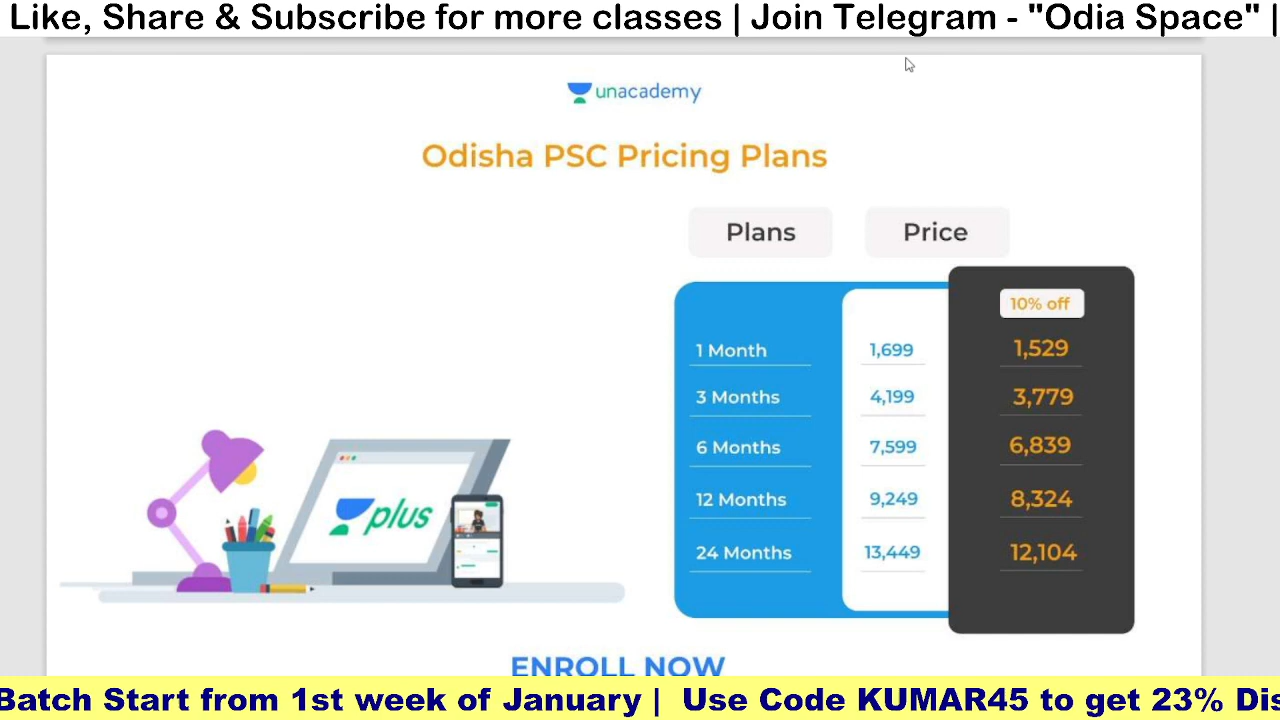 Like, Share & Subscribe for more classes | Join Telegram - "Odia Space" |
unacademy
Odisha PSC Pricing Plans
Plans Price
10% off
1 Month 1,699 1,529
3 Months 4,199 3,779
6 Months 7,599 6,839
12 Months 9,249 8,324
24 Months 13,449 12,104
plus
ENROLL NOW
Batch Start from 1st week of January | Use Code KUMAR45 to get 23% Dis